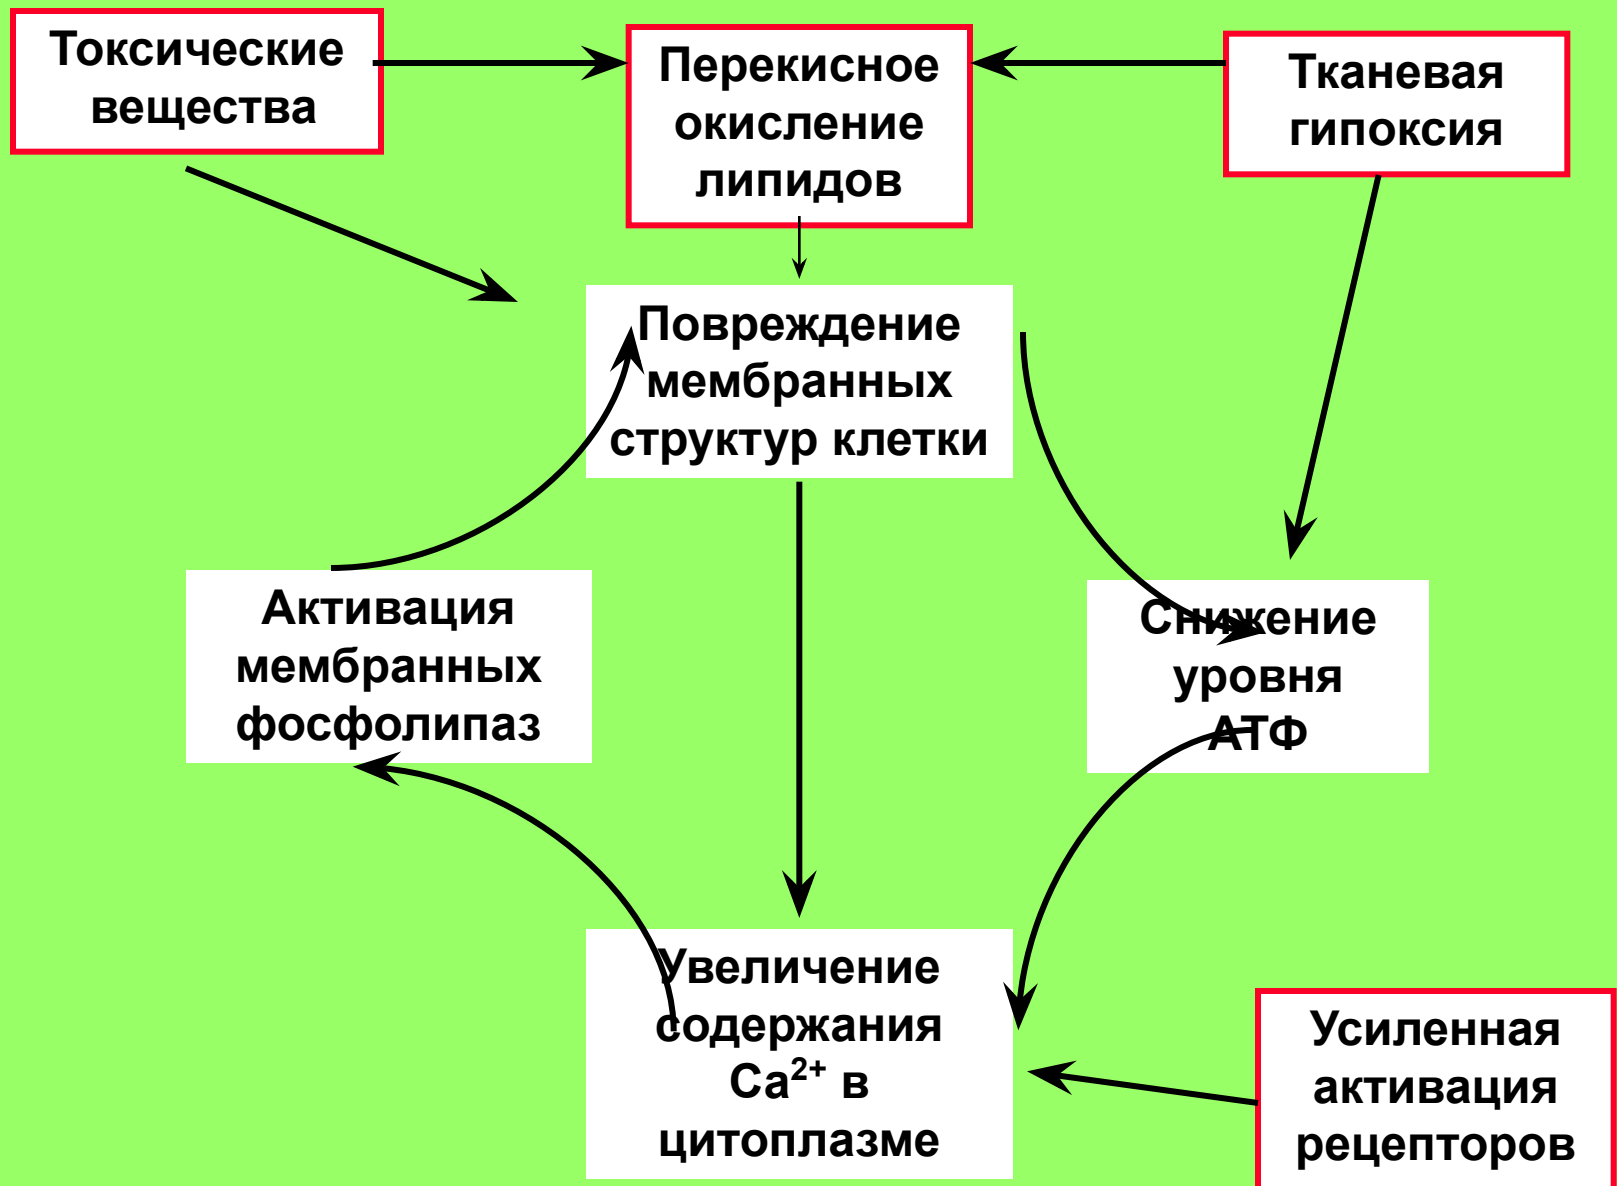 Токсические
вещества
Перекисное
окисление
липидов
Тканевая
гипоксия
Повреждение
мембранных
структур клетки
Активация
мембранных
фосфолипаз
Снижение
уровня
АТФ
Увеличение
содержания
Ca²⁺ в
цитоплазме
Усиленная
активация
рецепторов